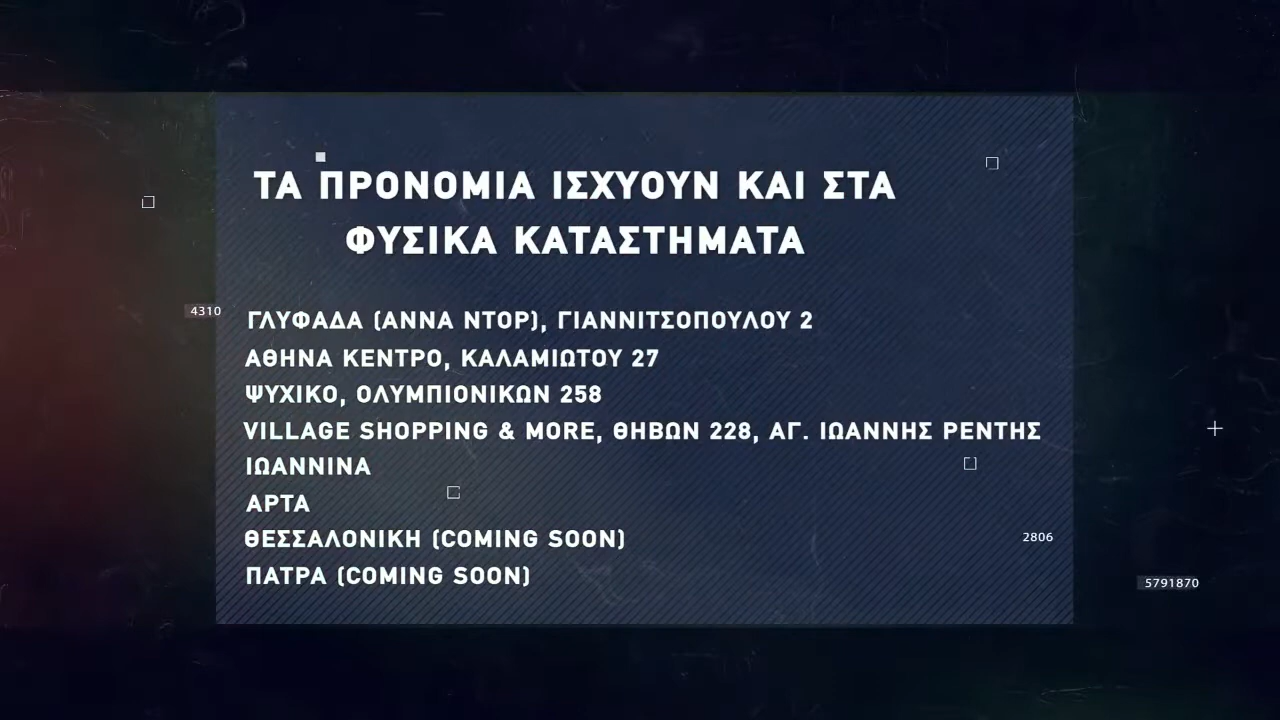 ΤΑ ΠΡΟΝΟΜΙΑ ΙΣΧΥΟΥΝ ΚΑΙ ΣΤΑ
ΦΥΣΙΚΑ ΚΑΤΑΣΤΗΜΑΤΑ
4310
ΓΛΥΦΑΔΑ (ΑΝΝΑ ΝΤΟΡ), ΓΙΑΝΝΙΤΣΟΠΟΥΛΟΥ 2
ΑΘΗΝΑ ΚΕΝΤΡΟ, ΚΑΛΑΜΙΩΤΟΥ 27
ΨΥΧΙΚΟ, ΟΛΥΜΠΙΟΝΙΚΩΝ 258
VILLAGE SHOPPING & MORE, ΘΗΒΩΝ 228, ΑΓ. ΙΩΑΝΝΗΣ ΡΕΝΤΗΣ
ΙΩΑΝΝΙΝΑ
ΑΡΤΑ
ΘΕΣΣΑΛΟΝΙΚΗ (COMING SOON)
2806
ΠΑΤΡΑ (COMING SOON)
5791870